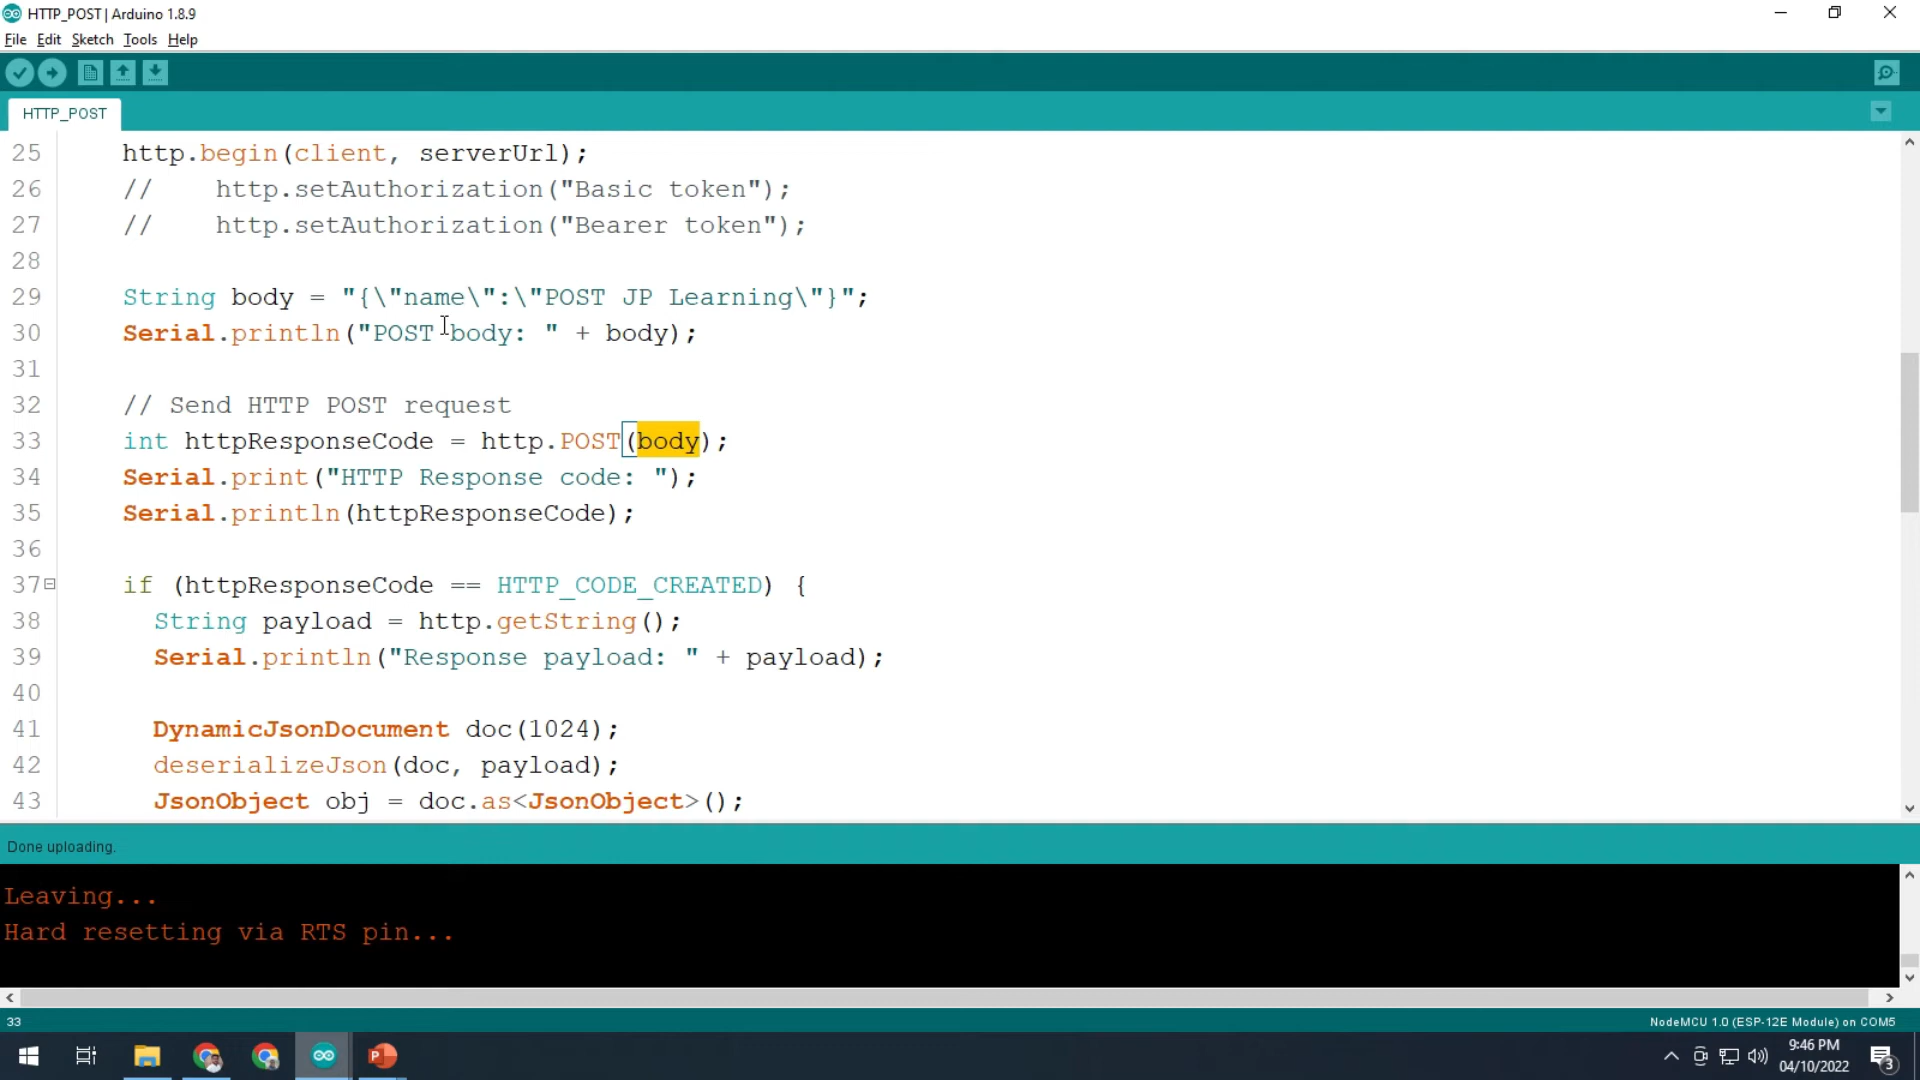 HTTP_POST | Arduino 1.8.9
File Edit Sketch Tools Help
HTTP_POST
25 http.begin(client, serverUrl);
26 // http.setAuthorization("Basic token");
27 // http.setAuthorization("Bearer token");
28
29 String body = "{\"name\":\"POST JP Learning\"}";
30 Serial.println("POST body: " + body);
31
32 // Send HTTP POST request
33 int httpResponseCode = http.POST(body);
34 Serial.print("HTTP Response code: ");
35 Serial.println(httpResponseCode);
36
37 if (httpResponseCode == HTTP_CODE_CREATED) {
38 String payload = http.getString();
39 Serial.println("Response payload: " + payload);
40
41 DynamicJsonDocument doc(1024);
42 deserializeJson(doc, payload);
43 JsonObject obj = doc.as<JsonObject>();
Done uploading.
Leaving...
Hard resetting via RTS pin...
33 NodeMCU 1.0 (ESP-12E Module) on COM5
9:46 PM
04/10/2022
3